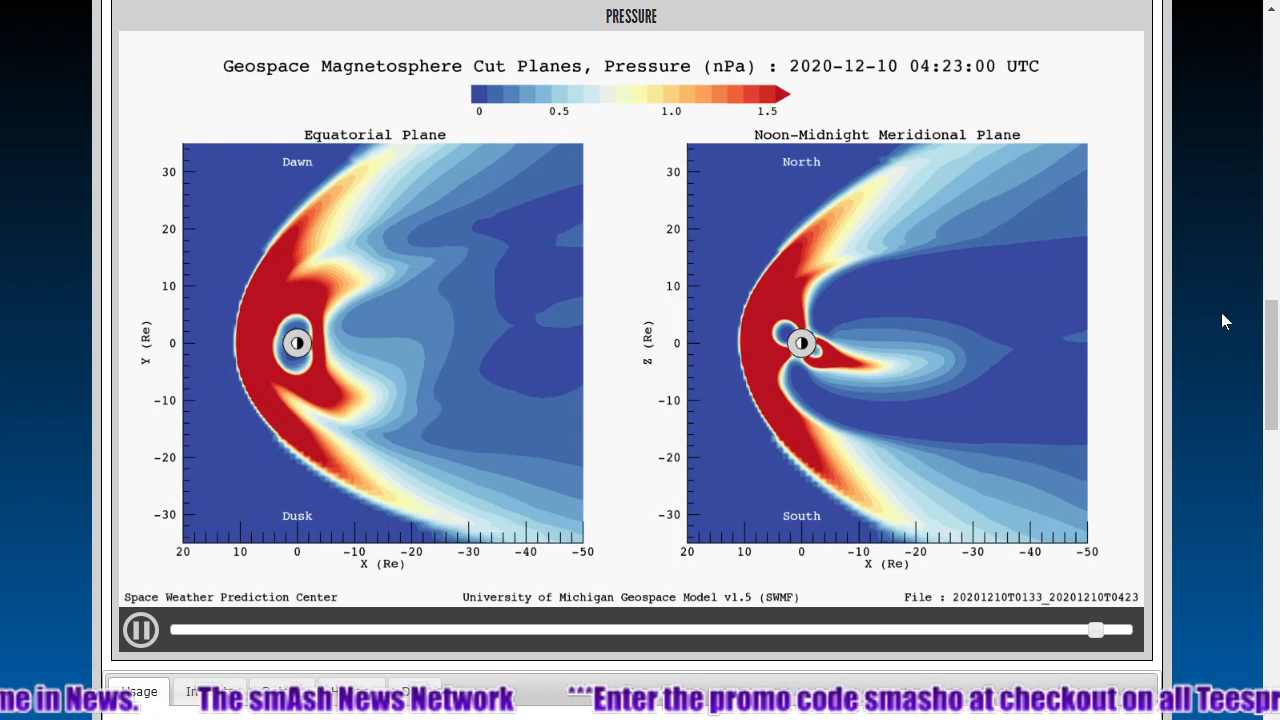 PRESSURE
Geospace Magnetosphere Cut Planes, Pressure (nPa) : 2020-12-10 04:23:00 UTC
0 0.5 1.0 1.5
Equatorial Plane
Dawn
30
20
10
0
-10
-20
-30
Y (Re)
Dusk
20 10 0 -10 -20 -30 -40 -50
X (Re)
Noon-Midnight Meridional Plane
North
30
20
10
0
-10
-20
-30
Z (Re)
South
20 10 0 -10 -20 -30 -40 -50
X (Re)
Space Weather Prediction Center University of Michigan Geospace Model v1.5 (SWMF) File : 20201210T0133_20201210T0423
Usage
me in News. The smAsh News Network ***Enter the promo code smasho at checkout on all Teespr